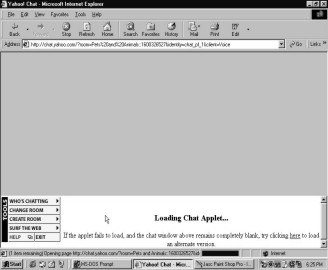 Yahoo! Chat - Microsoft Internet Explorer
File Edit View Favorites Tools Help
Back Stop Refresh Home Search Favorites History Mail Print Edit
Address http://chat.yahoo.com/?room=Pets%20and%20Animals::1600326527&identity=chat_pf_1&client=Voice Go Links »
TOOLS
WHO'S CHATTING
CHANGE ROOM
CREATE ROOM
SURF THE WEB
HELP EXIT
Loading Chat Applet...
If the applet fails to load, and the chat window above remains completely blank, try clicking here to load
an alternate version.
(1 item remaining) Opening page http://chat.yahoo.com/?room=Pets and Animals::1600326527&i Internet
Start MS-DOS Prompt Yahoo! Chat - Micr... Jasc Paint Shop Pro - I... 6:25 PM